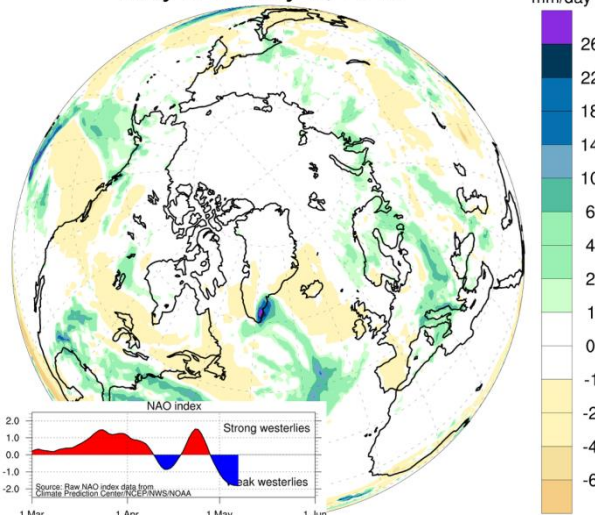 mm/day
26
22
18
14
10
6
4
2
1
0
-1
-2
-4
-6
NAO index
2.0
1.0
0.0
-1.0
-2.0
Strong westerlies
westerlies
Source: Raw NAO index data from
Climate Prediction Center/NCEP/NWS/NOAA
1 Mar
1 Apr
1 May
1 Jun